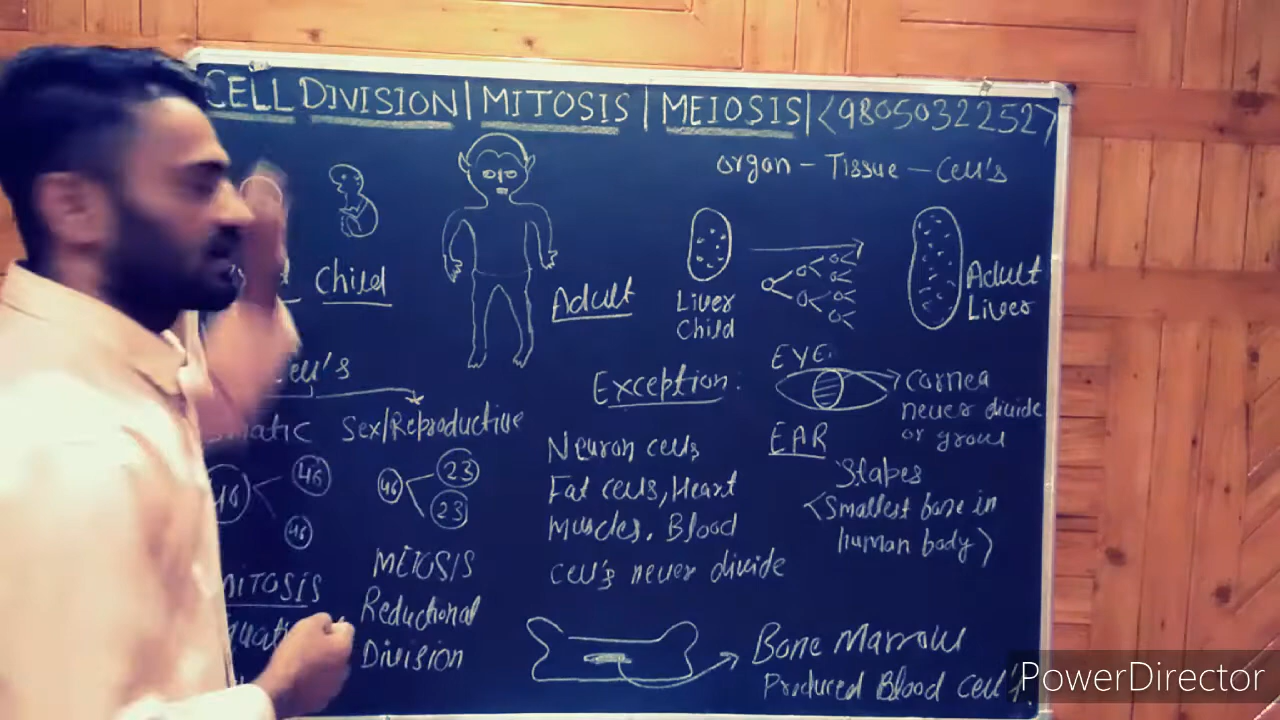 CELL DIVISION | MITOSIS | MEIOSIS | <9805032252>
Organ - Tissue - Cell's
Child
Adult
Liver
Child
Adult
Liver
Cell's
Sex/Reproductive
46
46
46
23
23
MITOSIS
MEIOSIS
Reductional
Division
Exception:
Neuron cells
Fat cells, Heart
Muscles, Blood
cell's never divide
EYE
Cornea
never divide
or grow
EAR
Stapes
<Smallest bone in
human body>
Bone Marrow
Produced Blood Cell's
PowerDirector